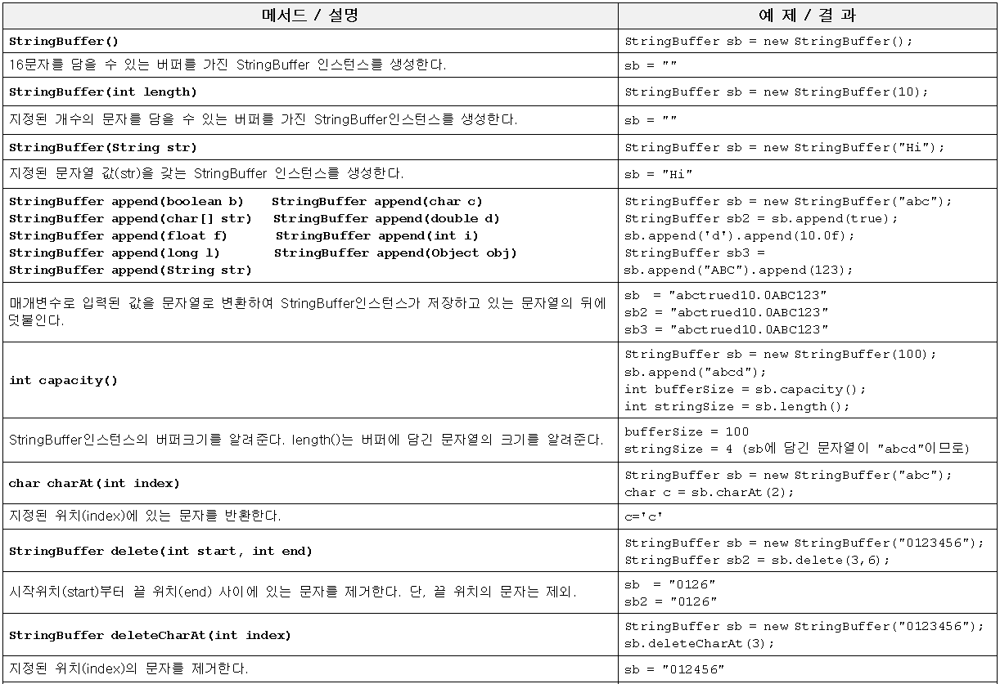 메서드 / 설명
예 제 / 결 과
StringBuffer()
StringBuffer sb = new StringBuffer();
16문자를 담을 수 있는 버퍼를 가진 StringBuffer 인스턴스를 생성한다.
sb = ""
StringBuffer(int length)
StringBuffer sb = new StringBuffer(10);
지정된 개수의 문자를 담을 수 있는 버퍼를 가진 StringBuffer인스턴스를 생성한다.
sb = ""
StringBuffer(String str)
StringBuffer sb = new StringBuffer("Hi");
지정된 문자열 값(str)을 갖는 StringBuffer 인스턴스를 생성한다.
sb = "Hi"
StringBuffer append(boolean b) StringBuffer append(char c)
StringBuffer append(char[] str) StringBuffer append(double d)
StringBuffer append(float f) StringBuffer append(int i)
StringBuffer append(long l) StringBuffer append(Object obj)
StringBuffer append(String str)
StringBuffer sb = new StringBuffer("abc");
StringBuffer sb2 = sb.append(true);
sb.append('d').append(10.0f);
StringBuffer sb3 =
sb.append("ABC").append(123);
매개변수로 입력된 값을 문자열로 변환하여 StringBuffer인스턴스가 저장하고 있는 문자열의 뒤에
덧붙인다.
sb = "abctrued10.0ABC123"
sb2 = "abctrued10.0ABC123"
sb3 = "abctrued10.0ABC123"
int capacity()
StringBuffer sb = new StringBuffer(100);
sb.append("abcd");
int bufferSize = sb.capacity();
int stringSize = sb.length();
StringBuffer인스턴스의 버퍼크기를 알려준다. length()는 버퍼에 담긴 문자열의 크기를 알려준다.
bufferSize = 100
stringSize = 4 (sb에 담긴 문자열이 "abcd"이므로)
char charAt(int index)
StringBuffer sb = new StringBuffer("abc");
char c = sb.charAt(2);
지정된 위치(index)에 있는 문자를 반환한다.
c='c'
StringBuffer delete(int start, int end)
StringBuffer sb = new StringBuffer("0123456");
StringBuffer sb2 = sb.delete(3,6);
시작위치(start)부터 끝 위치(end) 사이에 있는 문자를 제거한다. 단, 끝 위치의 문자는 제외.
sb = "0126"
sb2 = "0126"
StringBuffer deleteCharAt(int index)
StringBuffer sb = new StringBuffer("0123456");
sb.deleteCharAt(3);
지정된 위치(index)의 문자를 제거한다.
sb = "012456"